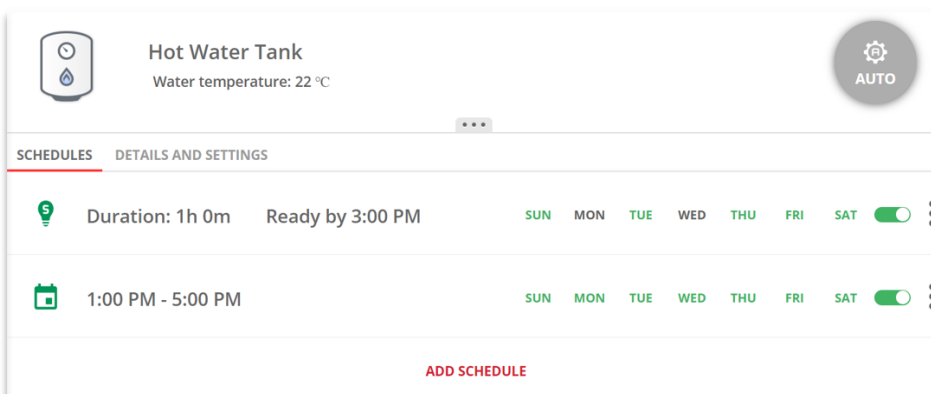 Hot Water Tank
Water temperature: 22 °C
AUTO
SCHEDULES DETAILS AND SETTINGS
Duration: 1h 0m Ready by 3:00 PM SUN MON TUE WED THU FRI SAT
1:00 PM - 5:00 PM SUN MON TUE WED THU FRI SAT
ADD SCHEDULE